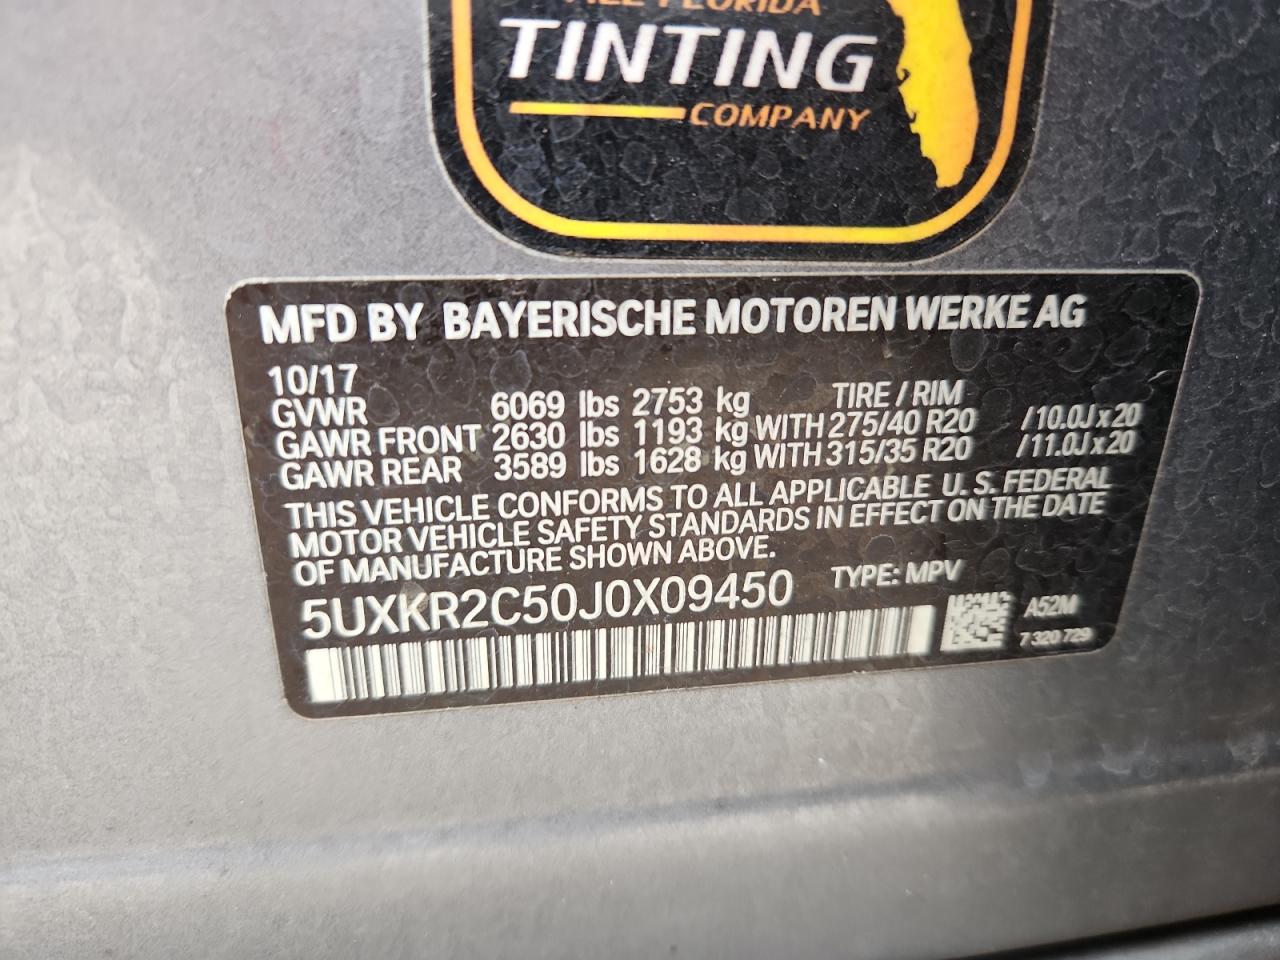 FLORIDA
TINTING
COMPANY
MFD BY BAYERISCHE MOTOREN WERKE AG
10/17
TIRE / RIM
GVWR 6069 lbs 2753 kg
GAWR FRONT 2630 lbs 1193 kg WITH 275/40 R20 /10.0J x 20
GAWR REAR 3589 lbs 1628 kg WITH 315/35 R20 /11.0J x 20
THIS VEHICLE CONFORMS TO ALL APPLICABLE U. S. FEDERAL
MOTOR VEHICLE SAFETY STANDARDS IN EFFECT ON THE DATE
OF MANUFACTURE SHOWN ABOVE.
5UXKR2C50J0X09450 TYPE: MPV
A52M
7 320 729